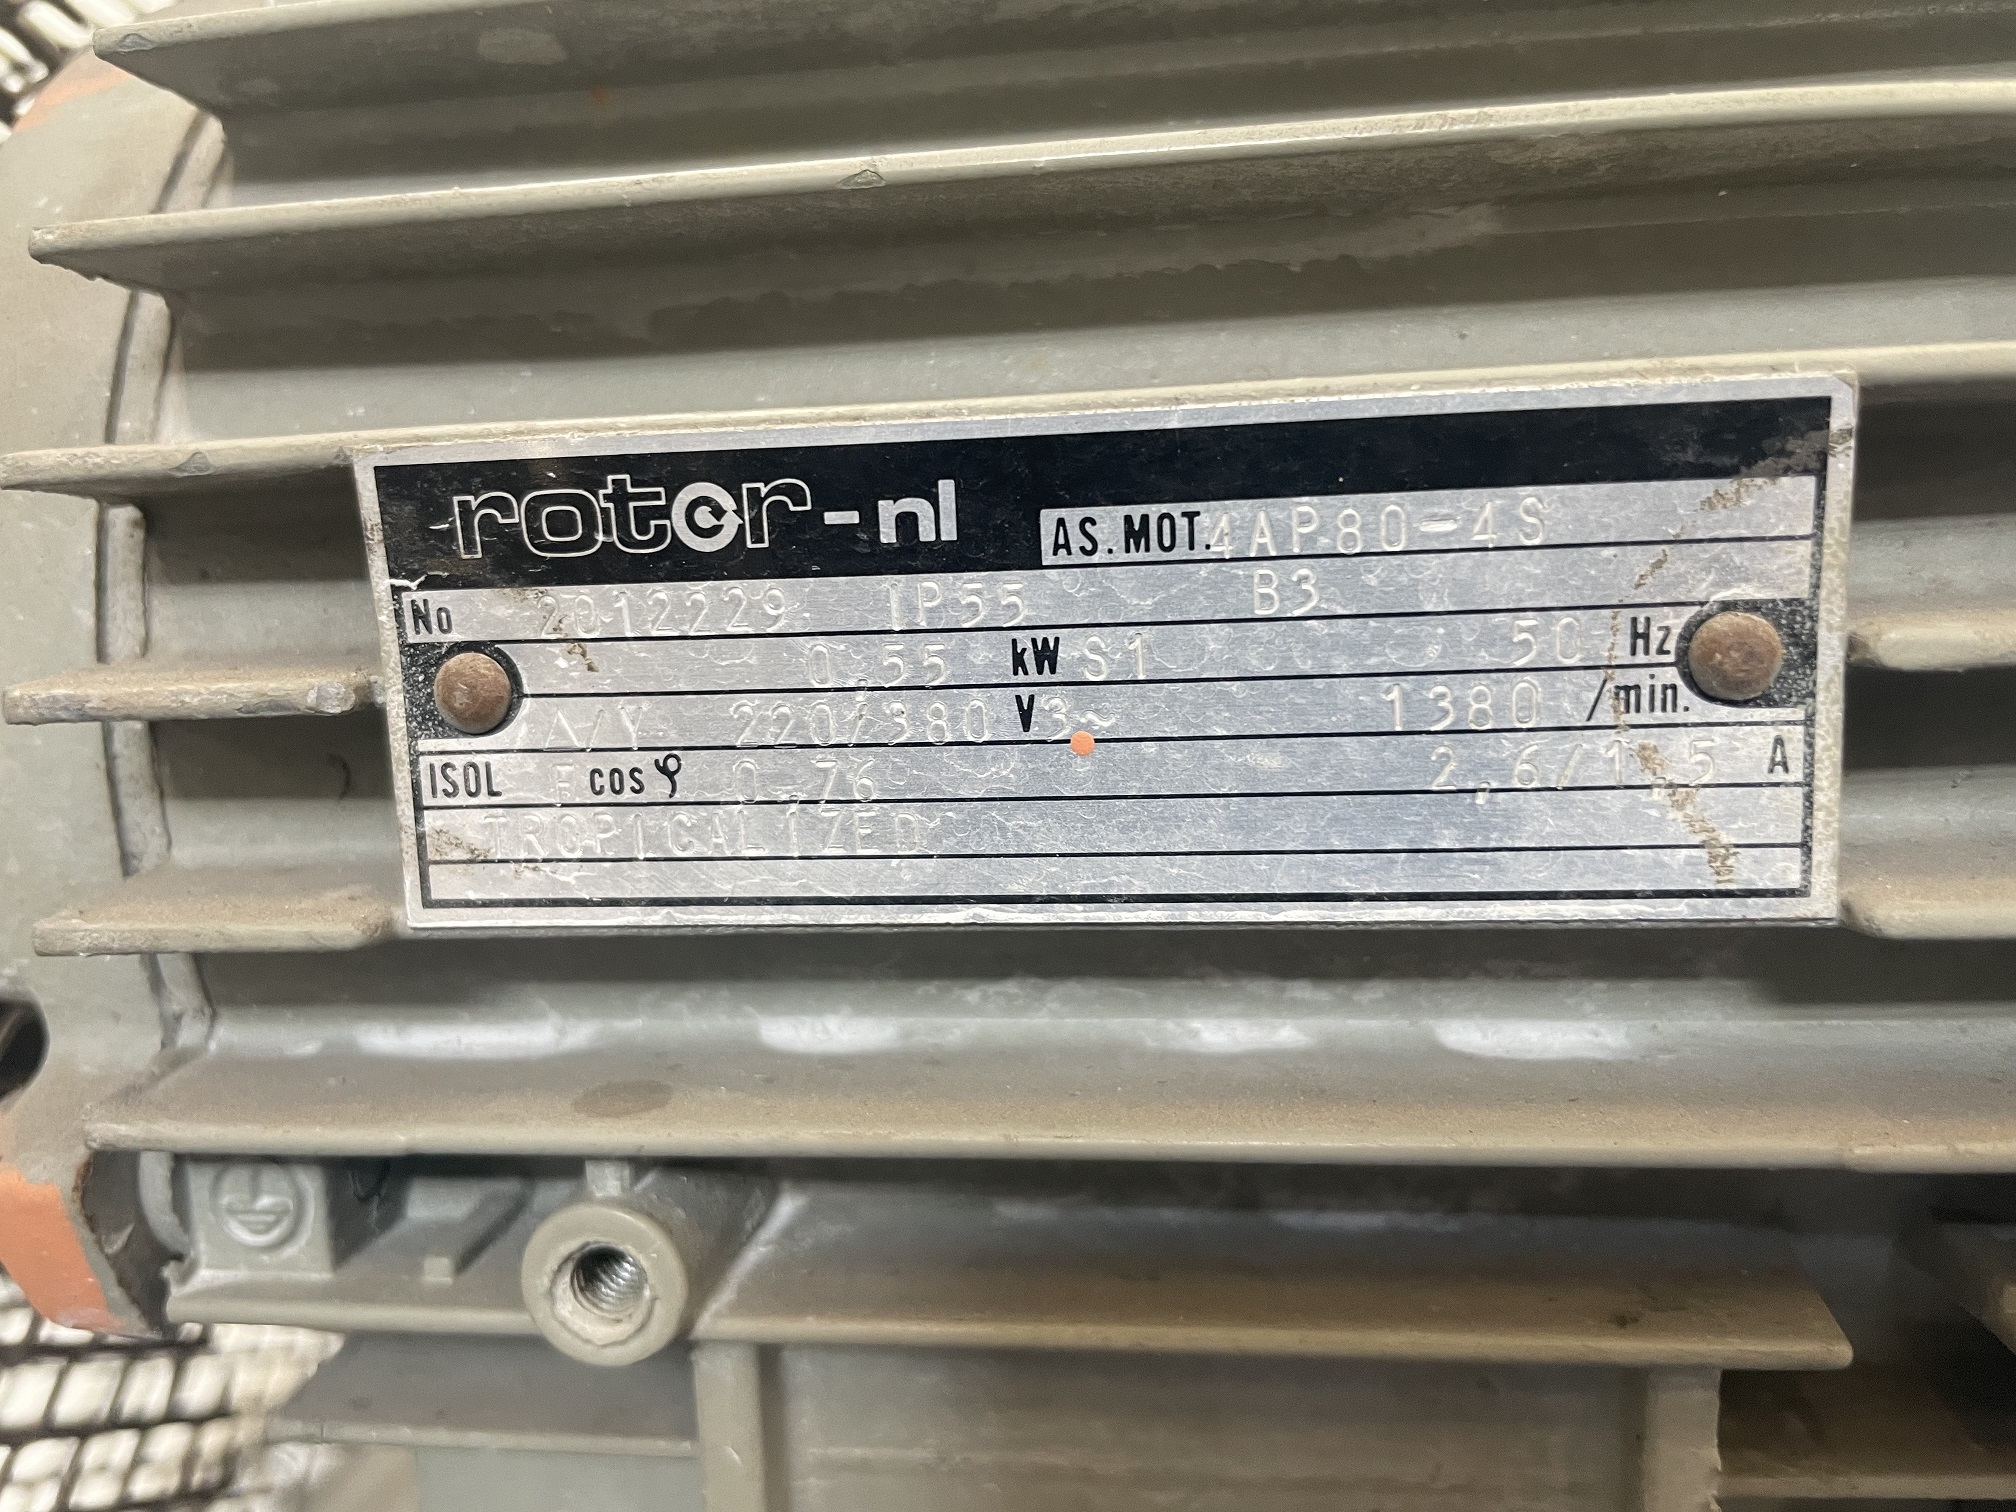 rotor-nl AS.MOT. 4AP80-4S
No 2012229 IP55 B3
0,55 kW S1 50 Hz
Δ/Y 220/380 V 3~ 1380 /min.
ISOL F cos φ 0,76 2,6/1,5 A
TROPICALIZED